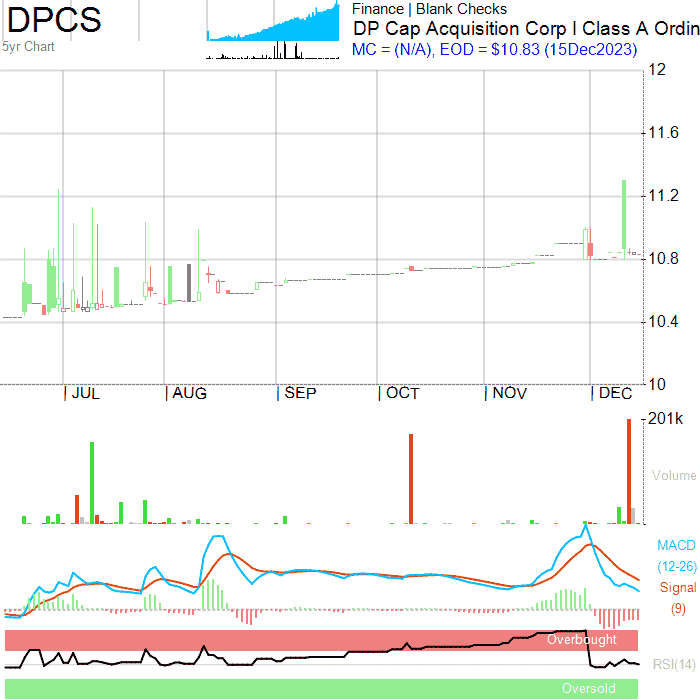 DPCS
5yr Chart
Finance | Blank Checks
DP Cap Acquisition Corp I Class A Ordin
MC = (N/A), EOD = $10.83 (15Dec2023)
12
11.6
11.2
10.8
10.4
10
| JUL | AUG | SEP | OCT | NOV | DEC
201k
Volume
MACD
(12-26)
Signal
(9)
Overbought
RSI(14)
Oversold